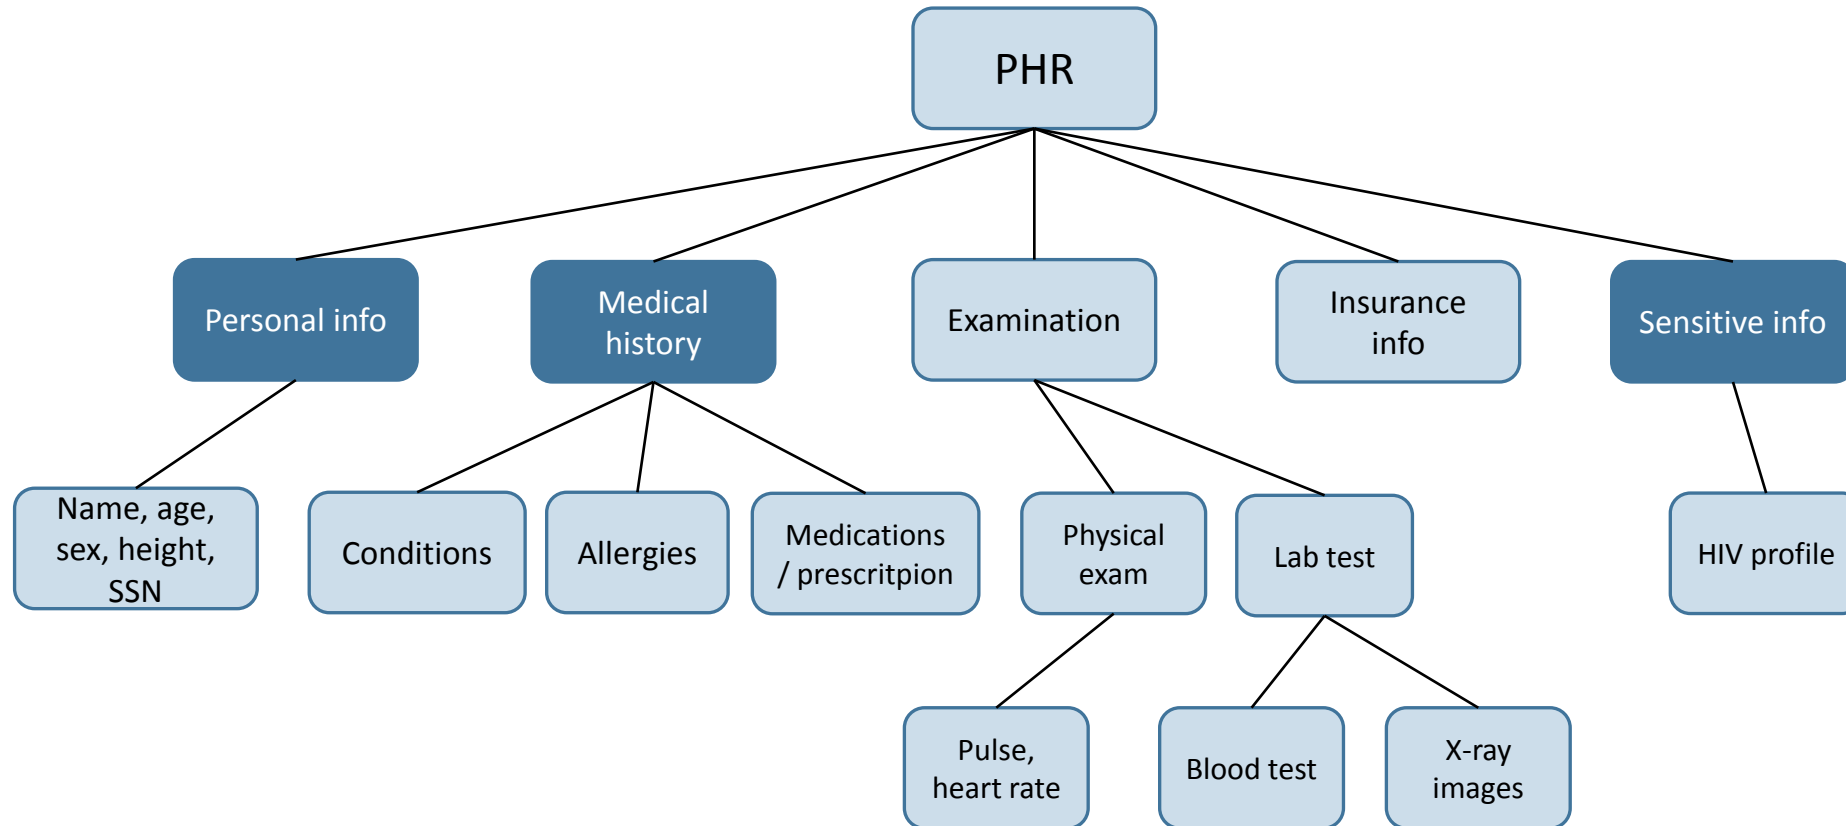 PHR
Personal info
Medical
history
Examination
Insurance
info
Sensitive info
Name, age,
sex, height,
SSN
Conditions
Allergies
Medications
/ prescritpion
Physical
exam
Lab test
HIV profile
Pulse,
heart rate
Blood test
X-ray
images